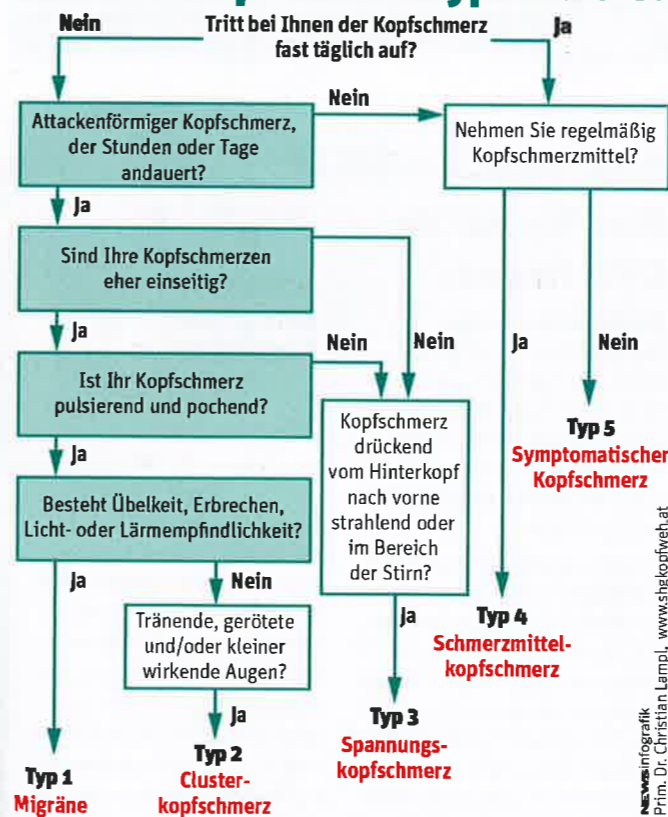 Nein
Tritt bei Ihnen der Kopfschmerz
fast täglich auf?
Ja
Attackenförmiger Kopfschmerz,
der Stunden oder Tage
andauert?
Nein
Nehmen Sie regelmäßig
Kopfschmerzmittel?
Ja
Sind Ihre Kopfschmerzen
eher einseitig?
Ja
Nein
Nein
Ja
Nein
Ist Ihr Kopfschmerz
pulsierend und pochend?
Kopfschmerz
drückend
vom Hinterkopf
nach vorne
strahlend oder
im Bereich
der Stirn?
Typ 5
Symptomatischer
Kopfschmerz
Ja
Besteht Übelkeit, Erbrechen,
Licht- oder Lärmempfindlichkeit?
Ja
Nein
Tränende, gerötete
und/oder kleiner
wirkende Augen?
Ja
Typ 4
Schmerzmittel-
kopfschmerz
Ja
Typ 3
Spannungs-
kopfschmerz
Typ 2
Cluster-
kopfschmerz
Typ 1
Migräne
NEWSinfografik
Prim. Dr. Christian Lampl, www.shgkopfweh.at